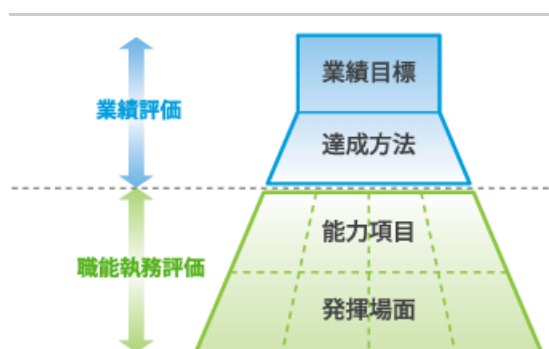 業績目標
業績評価
達成方法
能力項目
職能執務評価
発揮場面